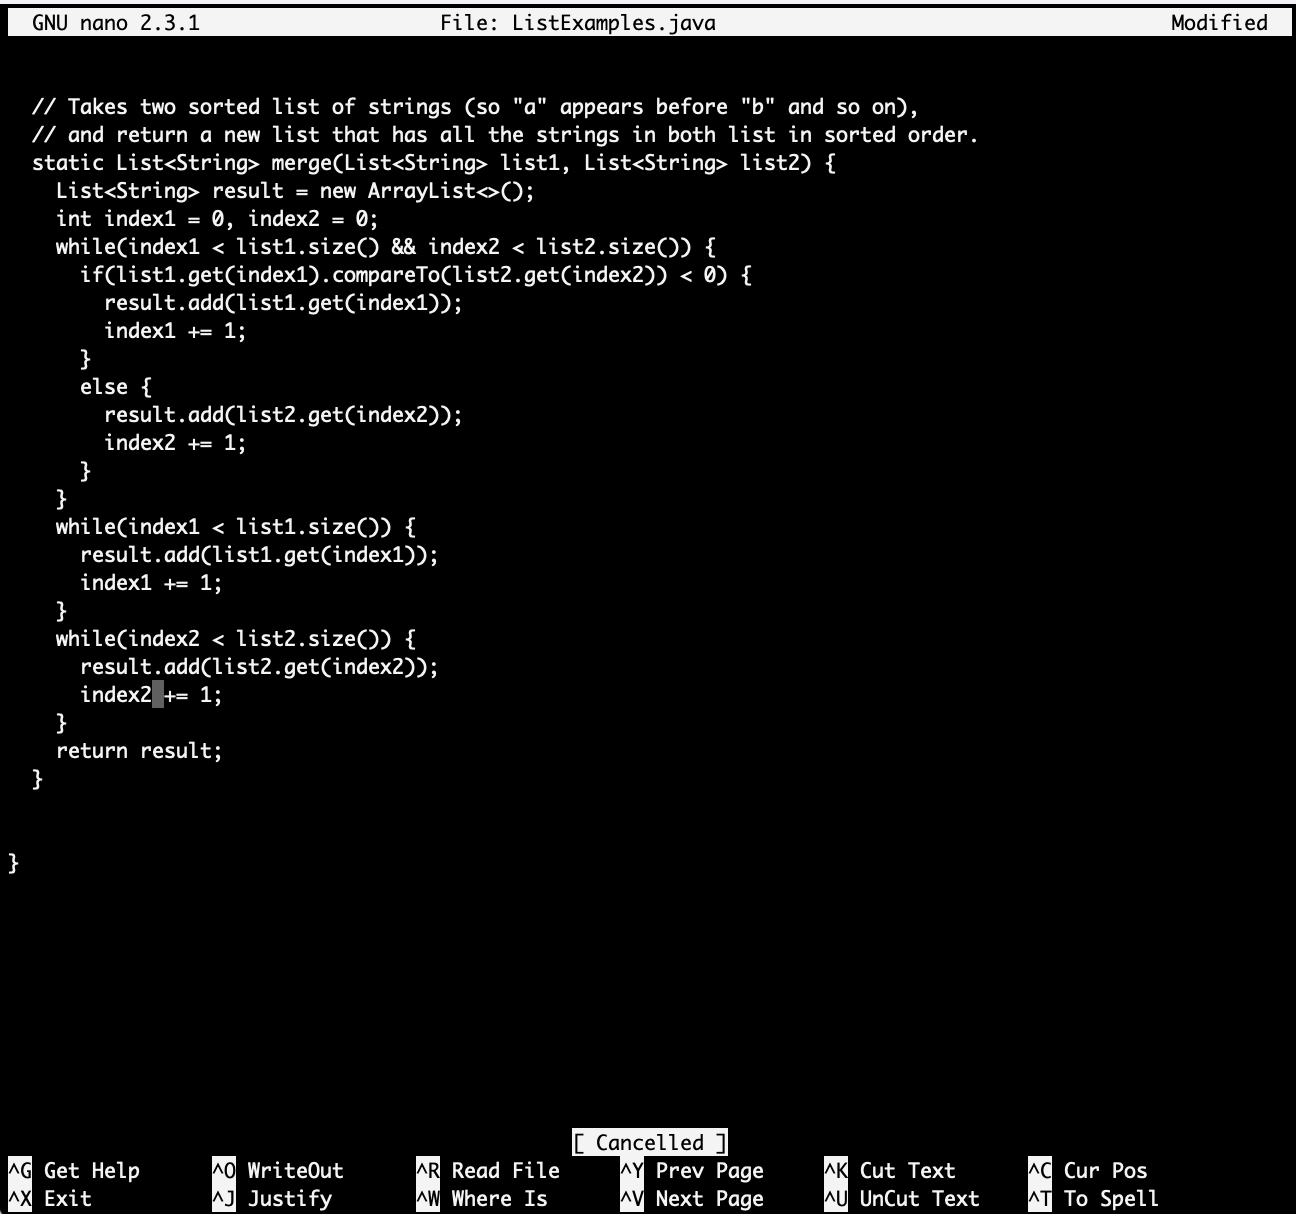 GNU nano 2.3.1 File: ListExamples.java Modified
// Takes two sorted list of strings (so "a" appears before "b" and so on),
// and return a new list that has all the strings in both list in sorted order.
static List<String> merge(List<String> list1, List<String> list2) {
List<String> result = new ArrayList<>();
int index1 = 0, index2 = 0;
while(index1 < list1.size() && index2 < list2.size()) {
if(list1.get(index1).compareTo(list2.get(index2)) < 0) {
result.add(list1.get(index1));
index1 += 1;
}
else {
result.add(list2.get(index2));
index2 += 1;
}
}
while(index1 < list1.size()) {
result.add(list1.get(index1));
index1 += 1;
}
while(index2 < list2.size()) {
result.add(list2.get(index2));
index2 += 1;
}
return result;
}
}
[ Cancelled ]
^G Get Help ^O WriteOut ^R Read File ^Y Prev Page ^K Cut Text ^C Cur Pos
^X Exit ^J Justify ^W Where Is ^V Next Page ^U UnCut Text ^T To Spell